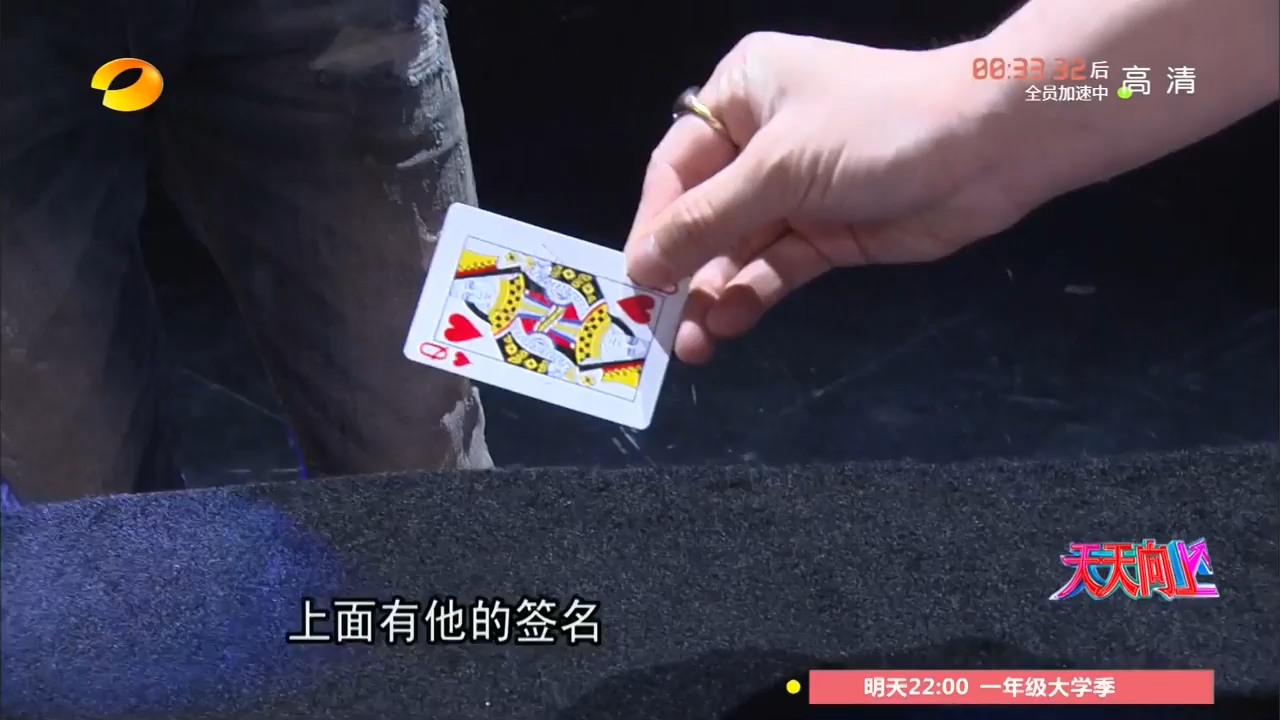 00:33:32后
全员加速中
高清
Q
上面有他的签名
天天向上
明天22:00 一年级大学季